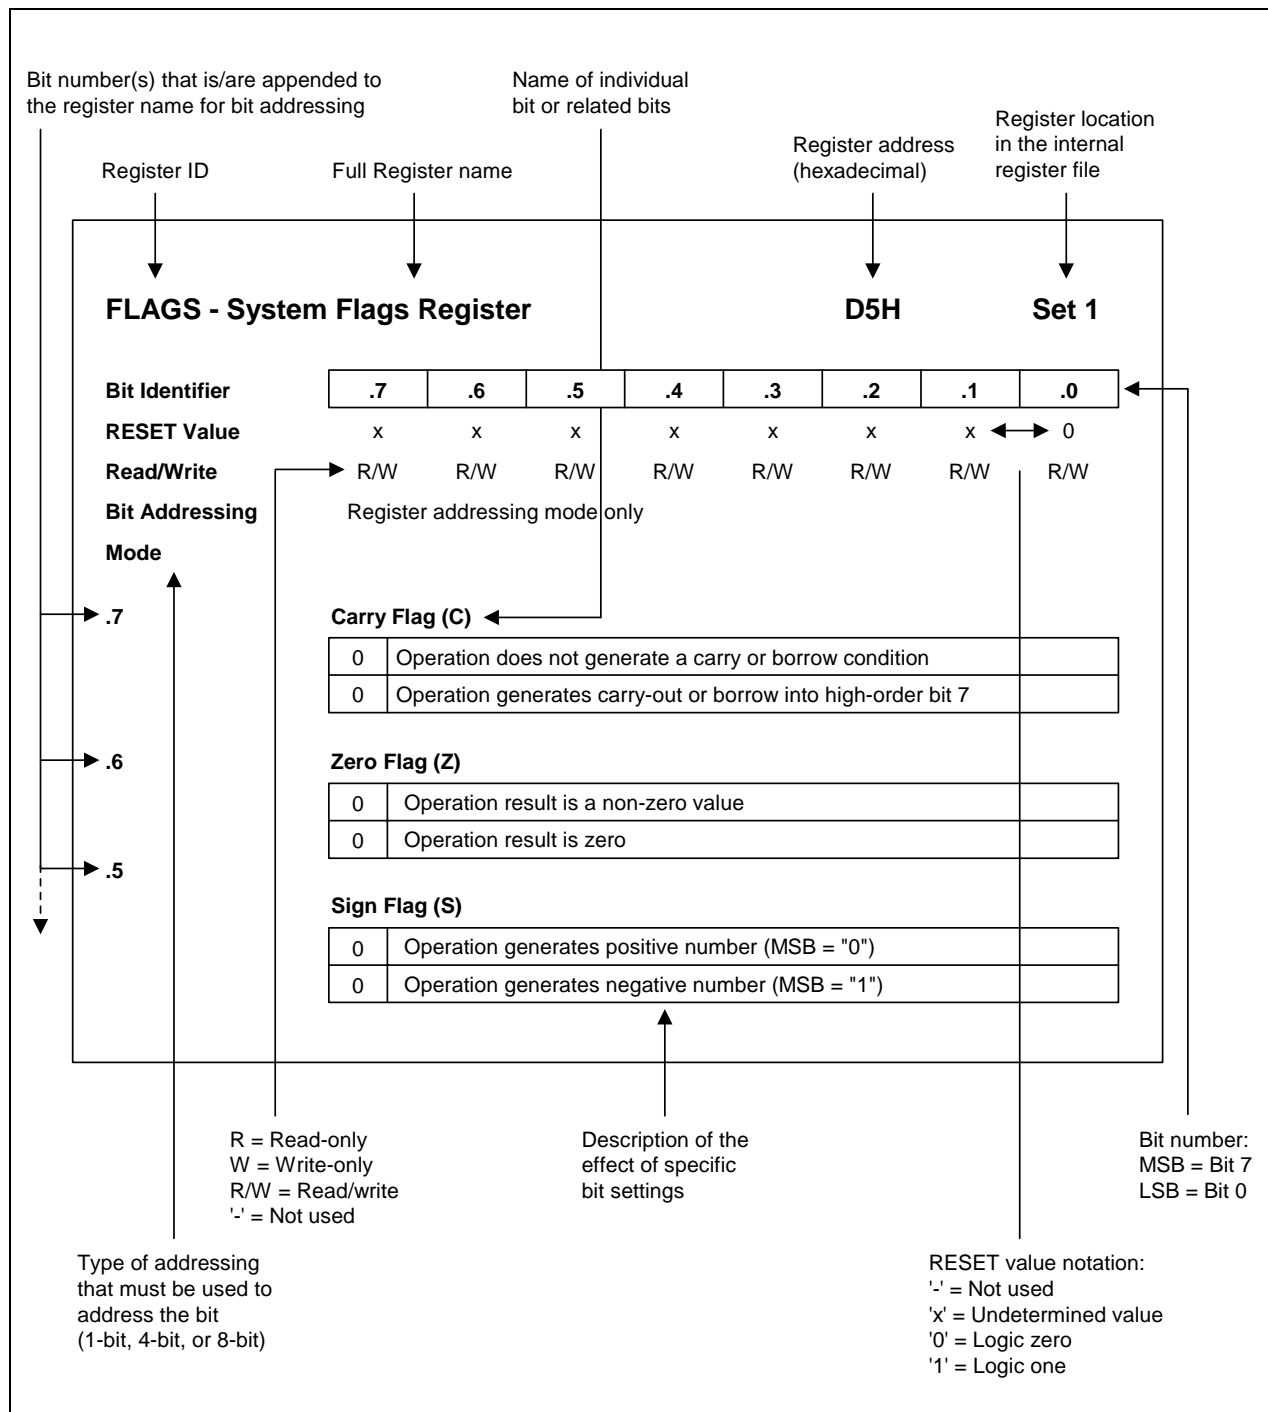 Bit number(s) that is/are appended to
the register name for bit addressing
Name of individual
bit or related bits
Register location
in the internal
register file
Register address
(hexadecimal)
Register ID
Full Register name
FLAGS - System Flags Register D5H Set 1
Bit Identifier .7 .6 .5 .4 .3 .2 .1 .0
RESET Value x x x x x x x 0
Read/Write R/W R/W R/W R/W R/W R/W R/W R/W
Bit Addressing Register addressing mode only
Mode
.7 Carry Flag (C)
0 Operation does not generate a carry or borrow condition
0 Operation generates carry-out or borrow into high-order bit 7
.6 Zero Flag (Z)
0 Operation result is a non-zero value
0 Operation result is zero
.5
Sign Flag (S)
0 Operation generates positive number (MSB = "0")
0 Operation generates negative number (MSB = "1")
R = Read-only
W = Write-only
R/W = Read/write
'-' = Not used
Description of the
effect of specific
bit settings
Bit number:
MSB = Bit 7
LSB = Bit 0
Type of addressing
that must be used to
address the bit
(1-bit, 4-bit, or 8-bit)
RESET value notation:
'-' = Not used
'x' = Undetermined value
'0' = Logic zero
'1' = Logic one